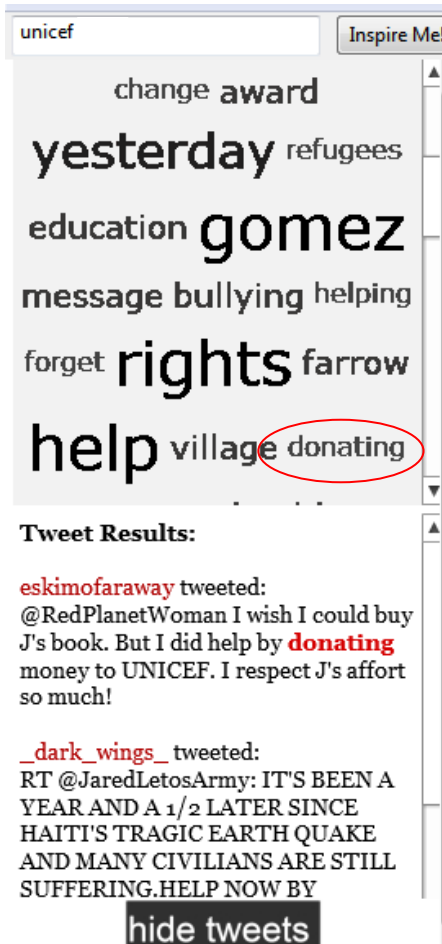 unicef Inspire Me!
change award
yesterday refugees
education gomez
message bullying helping
forget rights farrow
help village donating
Tweet Results:
eskimofaraway tweeted:
@RedPlanetWoman I wish I could buy
J's book. But I did help by donating
money to UNICEF. I respect J's affort
so much!
_dark_wings_ tweeted:
RT @JaredLetosArmy: IT'S BEEN A
YEAR AND A 1/2 LATER SINCE
HAITI'S TRAGIC EARTH QUAKE
AND MANY CIVILIANS ARE STILL
SUFFERING.HELP NOW BY
hide tweets